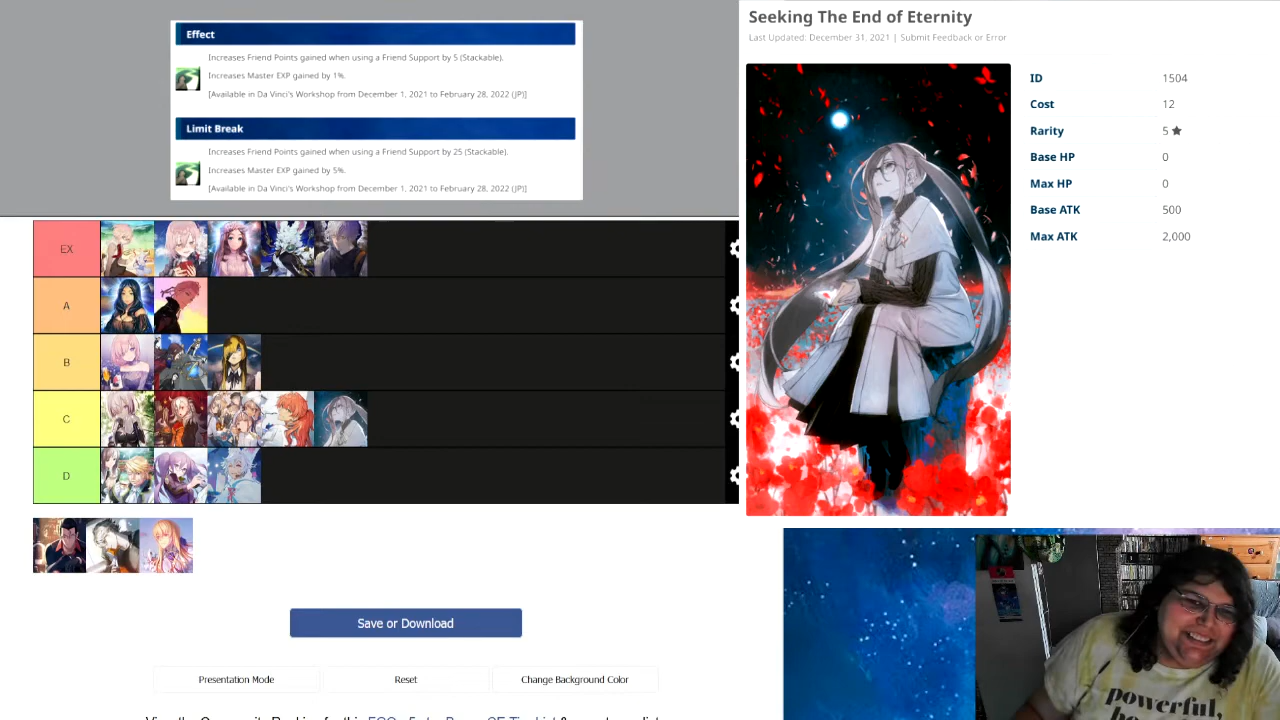 Effect
Increases Friend Points gained when using a Friend Support by 5 (Stackable).
Increases Master EXP gained by 1%.
[Available in Da Vinci's Workshop from December 1, 2021 to February 28, 2022 (JP)]
Limit Break
Increases Friend Points gained when using a Friend Support by 25 (Stackable).
Increases Master EXP gained by 5%.
[Available in Da Vinci's Workshop from December 1, 2021 to February 28, 2022 (JP)]
EX
A
B
C
D
Save or Download
Presentation Mode
Reset
Change Background Color
Seeking The End of Eternity
Last Updated: December 31, 2021 | Submit Feedback or Error
ID 1504
Cost 12
Rarity 5 ★
Base HP 0
Max HP 0
Base ATK 500
Max ATK 2,000
powerful,